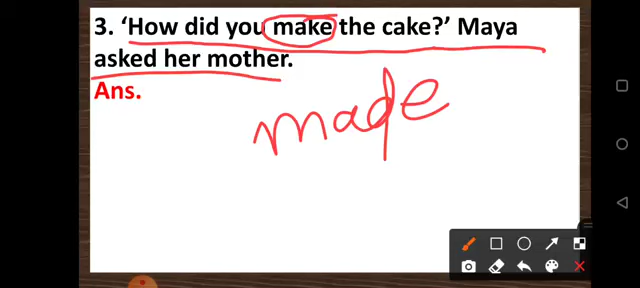 3. ‘How did you make the cake?’ Maya
asked her mother.
Ans.
made